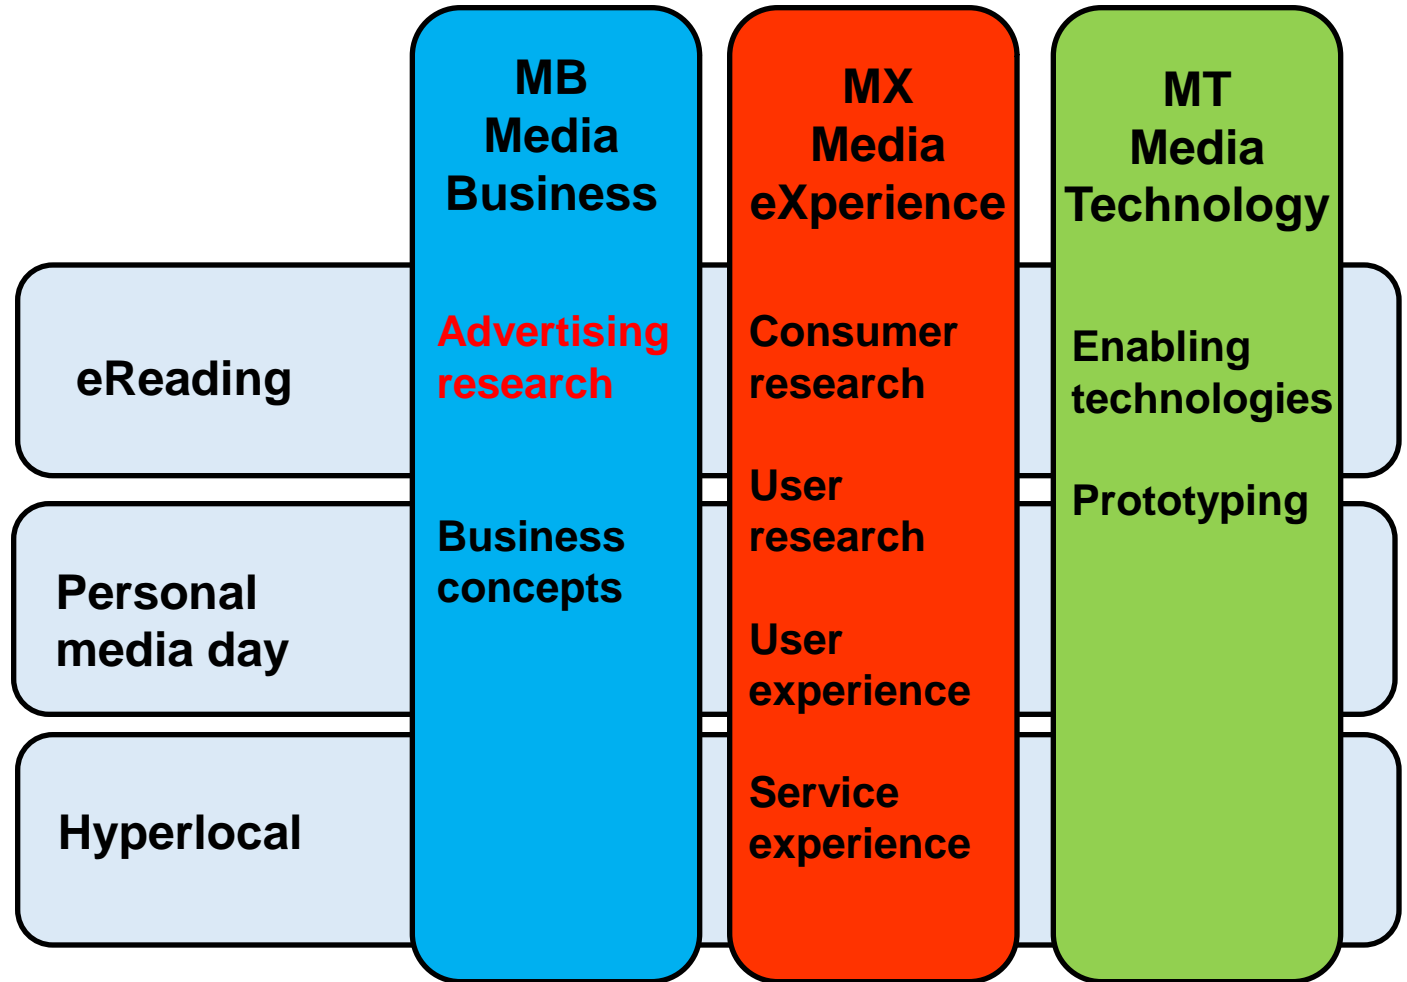 MB
Media
Business
MX
Media
eXperience
MT
Media
Technology
eReading
Advertising
research
Consumer
research
Enabling
technologies
Personal
media day
Business
concepts
User
research
Prototyping
User
experience
Hyperlocal
Service
experience